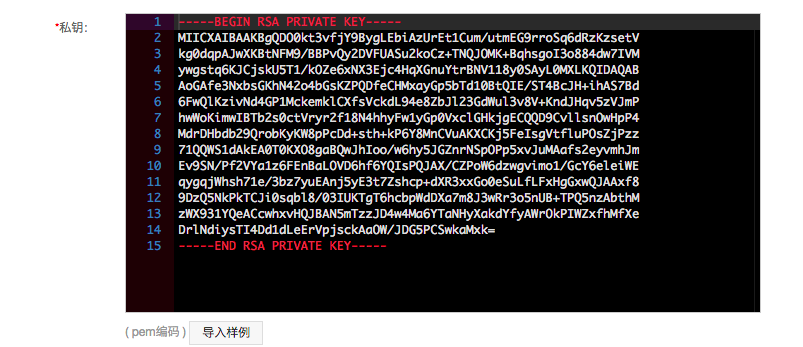 *私钥:
1 -----BEGIN RSA PRIVATE KEY-----
2 MIICXAIBAAKBgQDO0kt3vfjY9BygLEbiAzUrEt1Cum/utmEG9rroSq6dRzKzsetV
3 kg0dqpAJwXKBtNFM9/BBPvQy2DVFUASu2koCz+TNQJOMK+BqhsgoI3o884dw7IVM
4 ywgstq6KJCjskU5T1/kOZe6xNX3Ejc4HqXGnuYtrBNV118y0SAyL0MXLKQIDAQAB
5 AoGAfe3NxbsGKhN42o4bGsKZPQDfeCHMxqyGp5bTd10BtQIE/ST4BcJH+ihAS7Bd
6 6FwQlKzivNd4GP1MckemklCXfsVckdL94e8ZbJl23GdWul3v8V+KndJHqv5zVJmP
7 hwWoKimwIBTb2s0ctVryr2f18N4hhyFw1yGp0VxclGHkjgECQQD9CvllsnOwHpP4
8 MdrDHbdb29QrobKyKW8pPcDd+sth+kP6Y8MnCVuAKXCKj5FeISgVtfluPOsZjPzz
9 71QQWS1dAkEA0T0KXO8gaBQwJhIoo/w6hy5JGZnrNSpOPp5xvJuMAafs2eyvmhJm
10 Ev9SN/Pf2VYa1z6FEnBaLOVD6hf6YQIsPQJAX/CZPoW6dzwgvimo1/GcY6eleiWE
11 qygqjWhsh71e/3bz7yuEAnj5yE3t7Zshcp+dXR3xxGo0eSuLfLFxHgGxwQJAAxf8
12 9DzQ5NkPkTCJi0sqbl8/03IUKTgT6hcbpWdDXa7m8J3wRr3o5nUB+TPQ5nzAbthM
13 zWX931YQeACcwhxvHQJBAN5mTzzJD4w4Ma6YTaNHyXakdYfyAWrOkPIWZxfhMfXe
14 DrlNdiysTI4Dd1dLeErVpjsckAaOW/JDG5PCSwkaMxk=
15 -----END RSA PRIVATE KEY-----
( pem编码 ) 导入样例